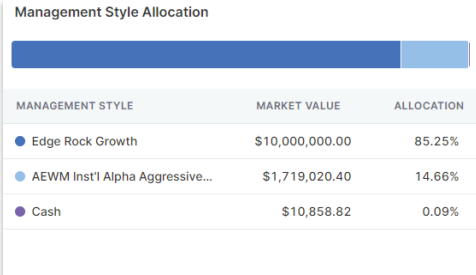 Management Style Allocation
MANAGEMENT STYLE MARKET VALUE ALLOCATION
Edge Rock Growth $10,000,000.00 85.25%
AEWM Inst'l Alpha Aggressive... $1,719,020.40 14.66%
Cash $10,858.82 0.09%